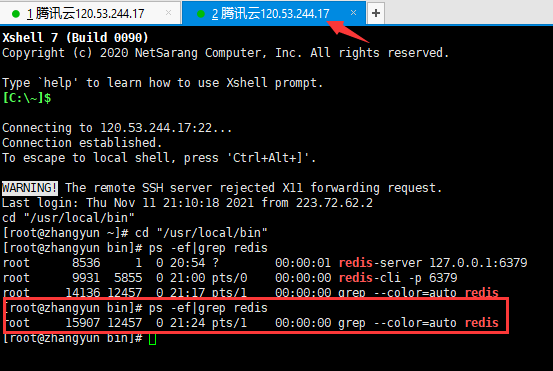 1 腾讯云120.53.244.17 × 2 腾讯云120.53.244.17 × +
Xshell 7 (Build 0090)
Copyright (c) 2020 NetSarang Computer, Inc. All rights reserved.
Type `help' to learn how to use Xshell prompt.
[C:\~]$
Connecting to 120.53.244.17:22...
Connection established.
To escape to local shell, press 'Ctrl+Alt+]'.
WARNING! The remote SSH server rejected X11 forwarding request.
Last login: Thu Nov 11 21:10:18 2021 from 223.72.62.2
cd "/usr/local/bin"
[root@zhangyun ~]# cd "/usr/local/bin"
[root@zhangyun bin]# ps -ef|grep redis
root 8536 1 0 20:54 ? 00:00:01 redis-server 127.0.0.1:6379
root 9931 5855 0 21:00 pts/0 00:00:00 redis-cli -p 6379
root 14136 12457 0 21:17 pts/1 00:00:00 grep --color=auto redis
[root@zhangyun bin]# ps -ef|grep redis
root 15907 12457 0 21:24 pts/1 00:00:00 grep --color=auto redis
[root@zhangyun bin]#